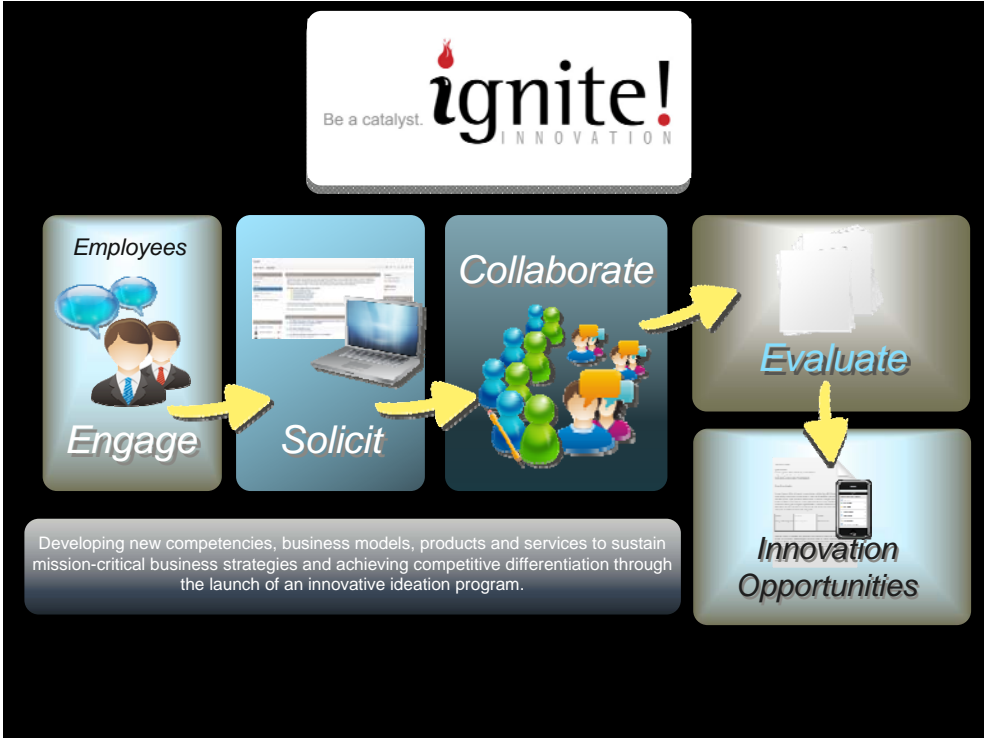 Be a catalyst.
ignite!
INNOVATION
Employees
Engage
Solicit
Collaborate
Evaluate
Innovation
Opportunities
Developing new competencies, business models, products and services to sustain
mission-critical business strategies and achieving competitive differentiation through
the launch of an innovative ideation program.